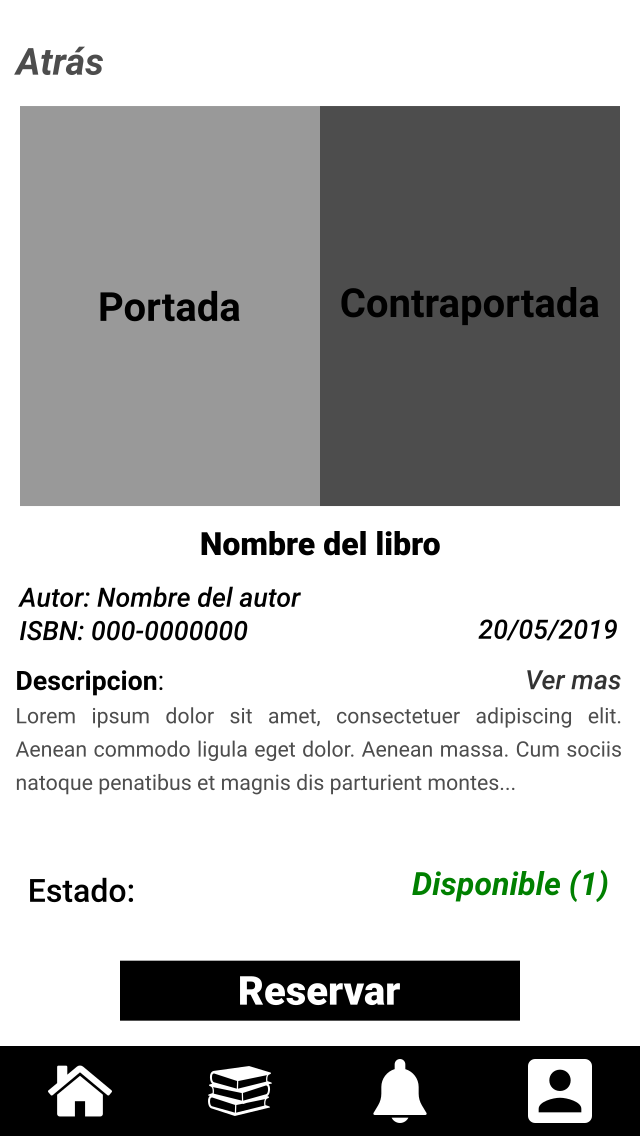 Atrás
Portada
Contraportada
Nombre del libro
Autor: Nombre del autor
ISBN: 000-0000000
20/05/2019
Descripcion:
Ver mas
Lorem ipsum dolor sit amet, consectetuer adipiscing elit.
Aenean commodo ligula eget dolor. Aenean massa. Cum sociis
natoque penatibus et magnis dis parturient montes...
Estado:
Disponible (1)
Reservar